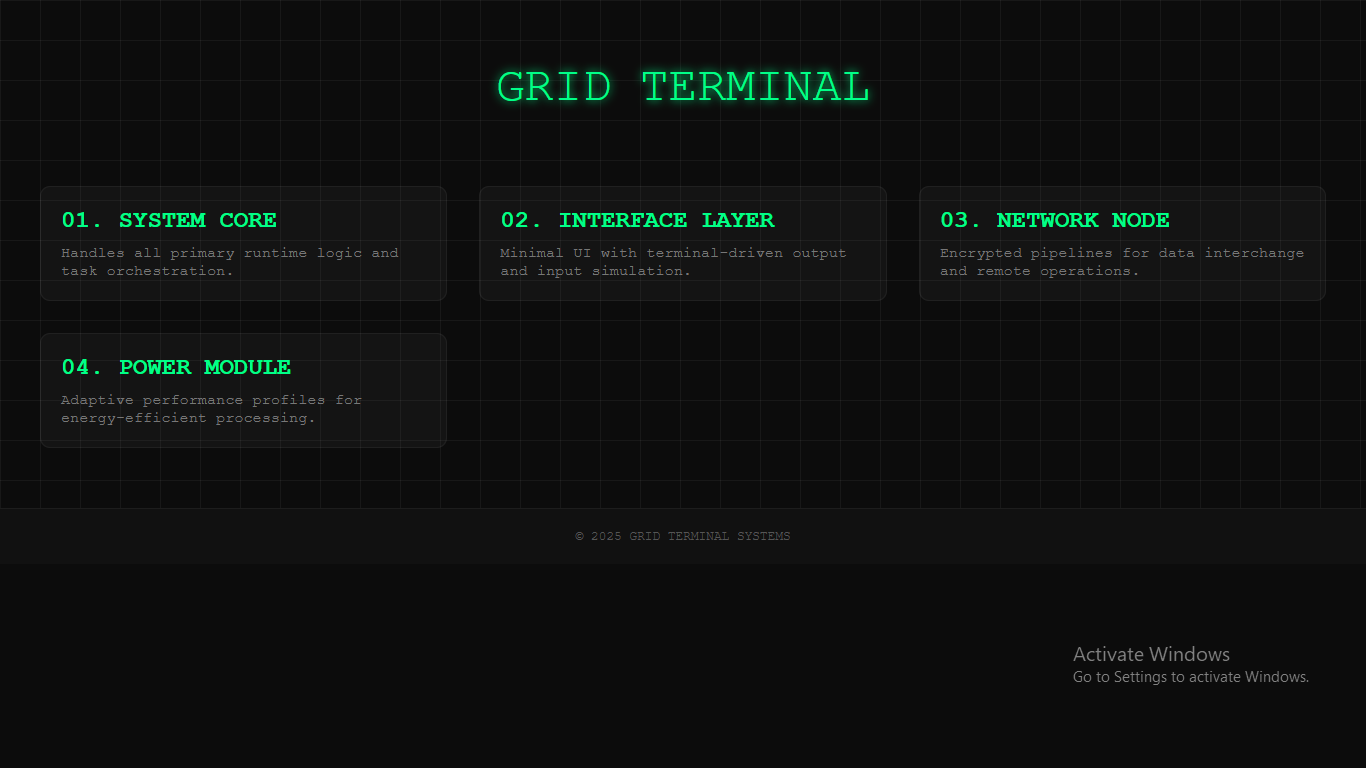 GRID TERMINAL
01. SYSTEM CORE
Handles all primary runtime logic and
task orchestration.
02. INTERFACE LAYER
Minimal UI with terminal-driven output
and input simulation.
03. NETWORK NODE
Encrypted pipelines for data interchange
and remote operations.
04. POWER MODULE
Adaptive performance profiles for
energy-efficient processing.
© 2025 GRID TERMINAL SYSTEMS
Activate Windows
Go to Settings to activate Windows.